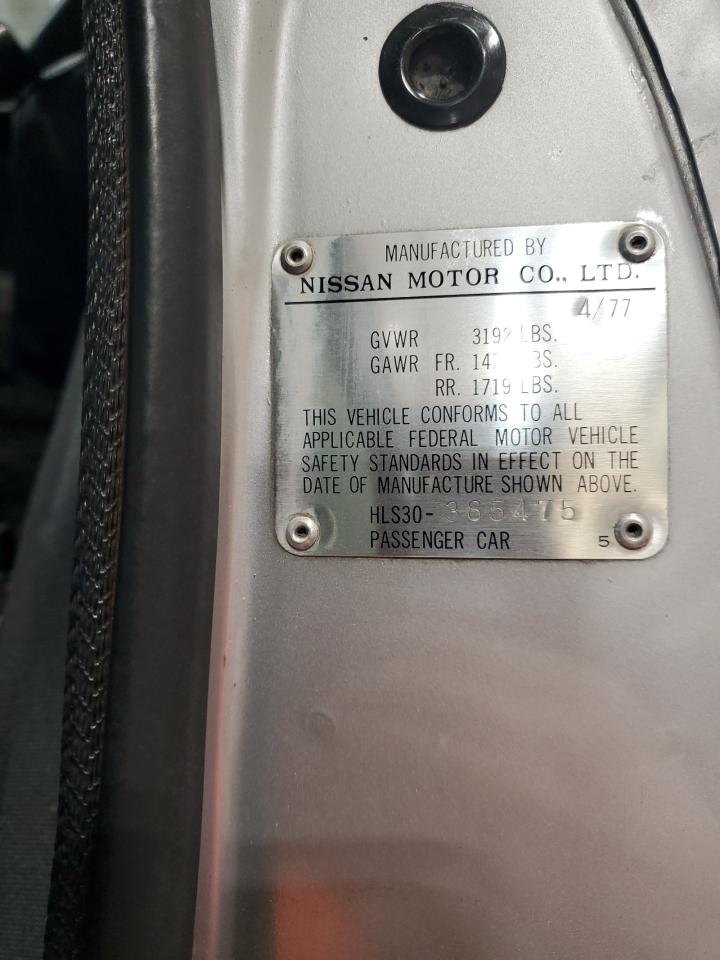 MANUFACTURED BY
NISSAN MOTOR CO., LTD.
4/77
GVWR LBS.
GAWR FR.
RR. 1719 LBS.
THIS VEHICLE CONFORMS TO ALL
APPLICABLE FEDERAL MOTOR VEHICLE
SAFETY STANDARDS IN EFFECT ON THE
DATE OF MANUFACTURE SHOWN ABOVE.
HLS30-365475
PASSENGER CAR 5